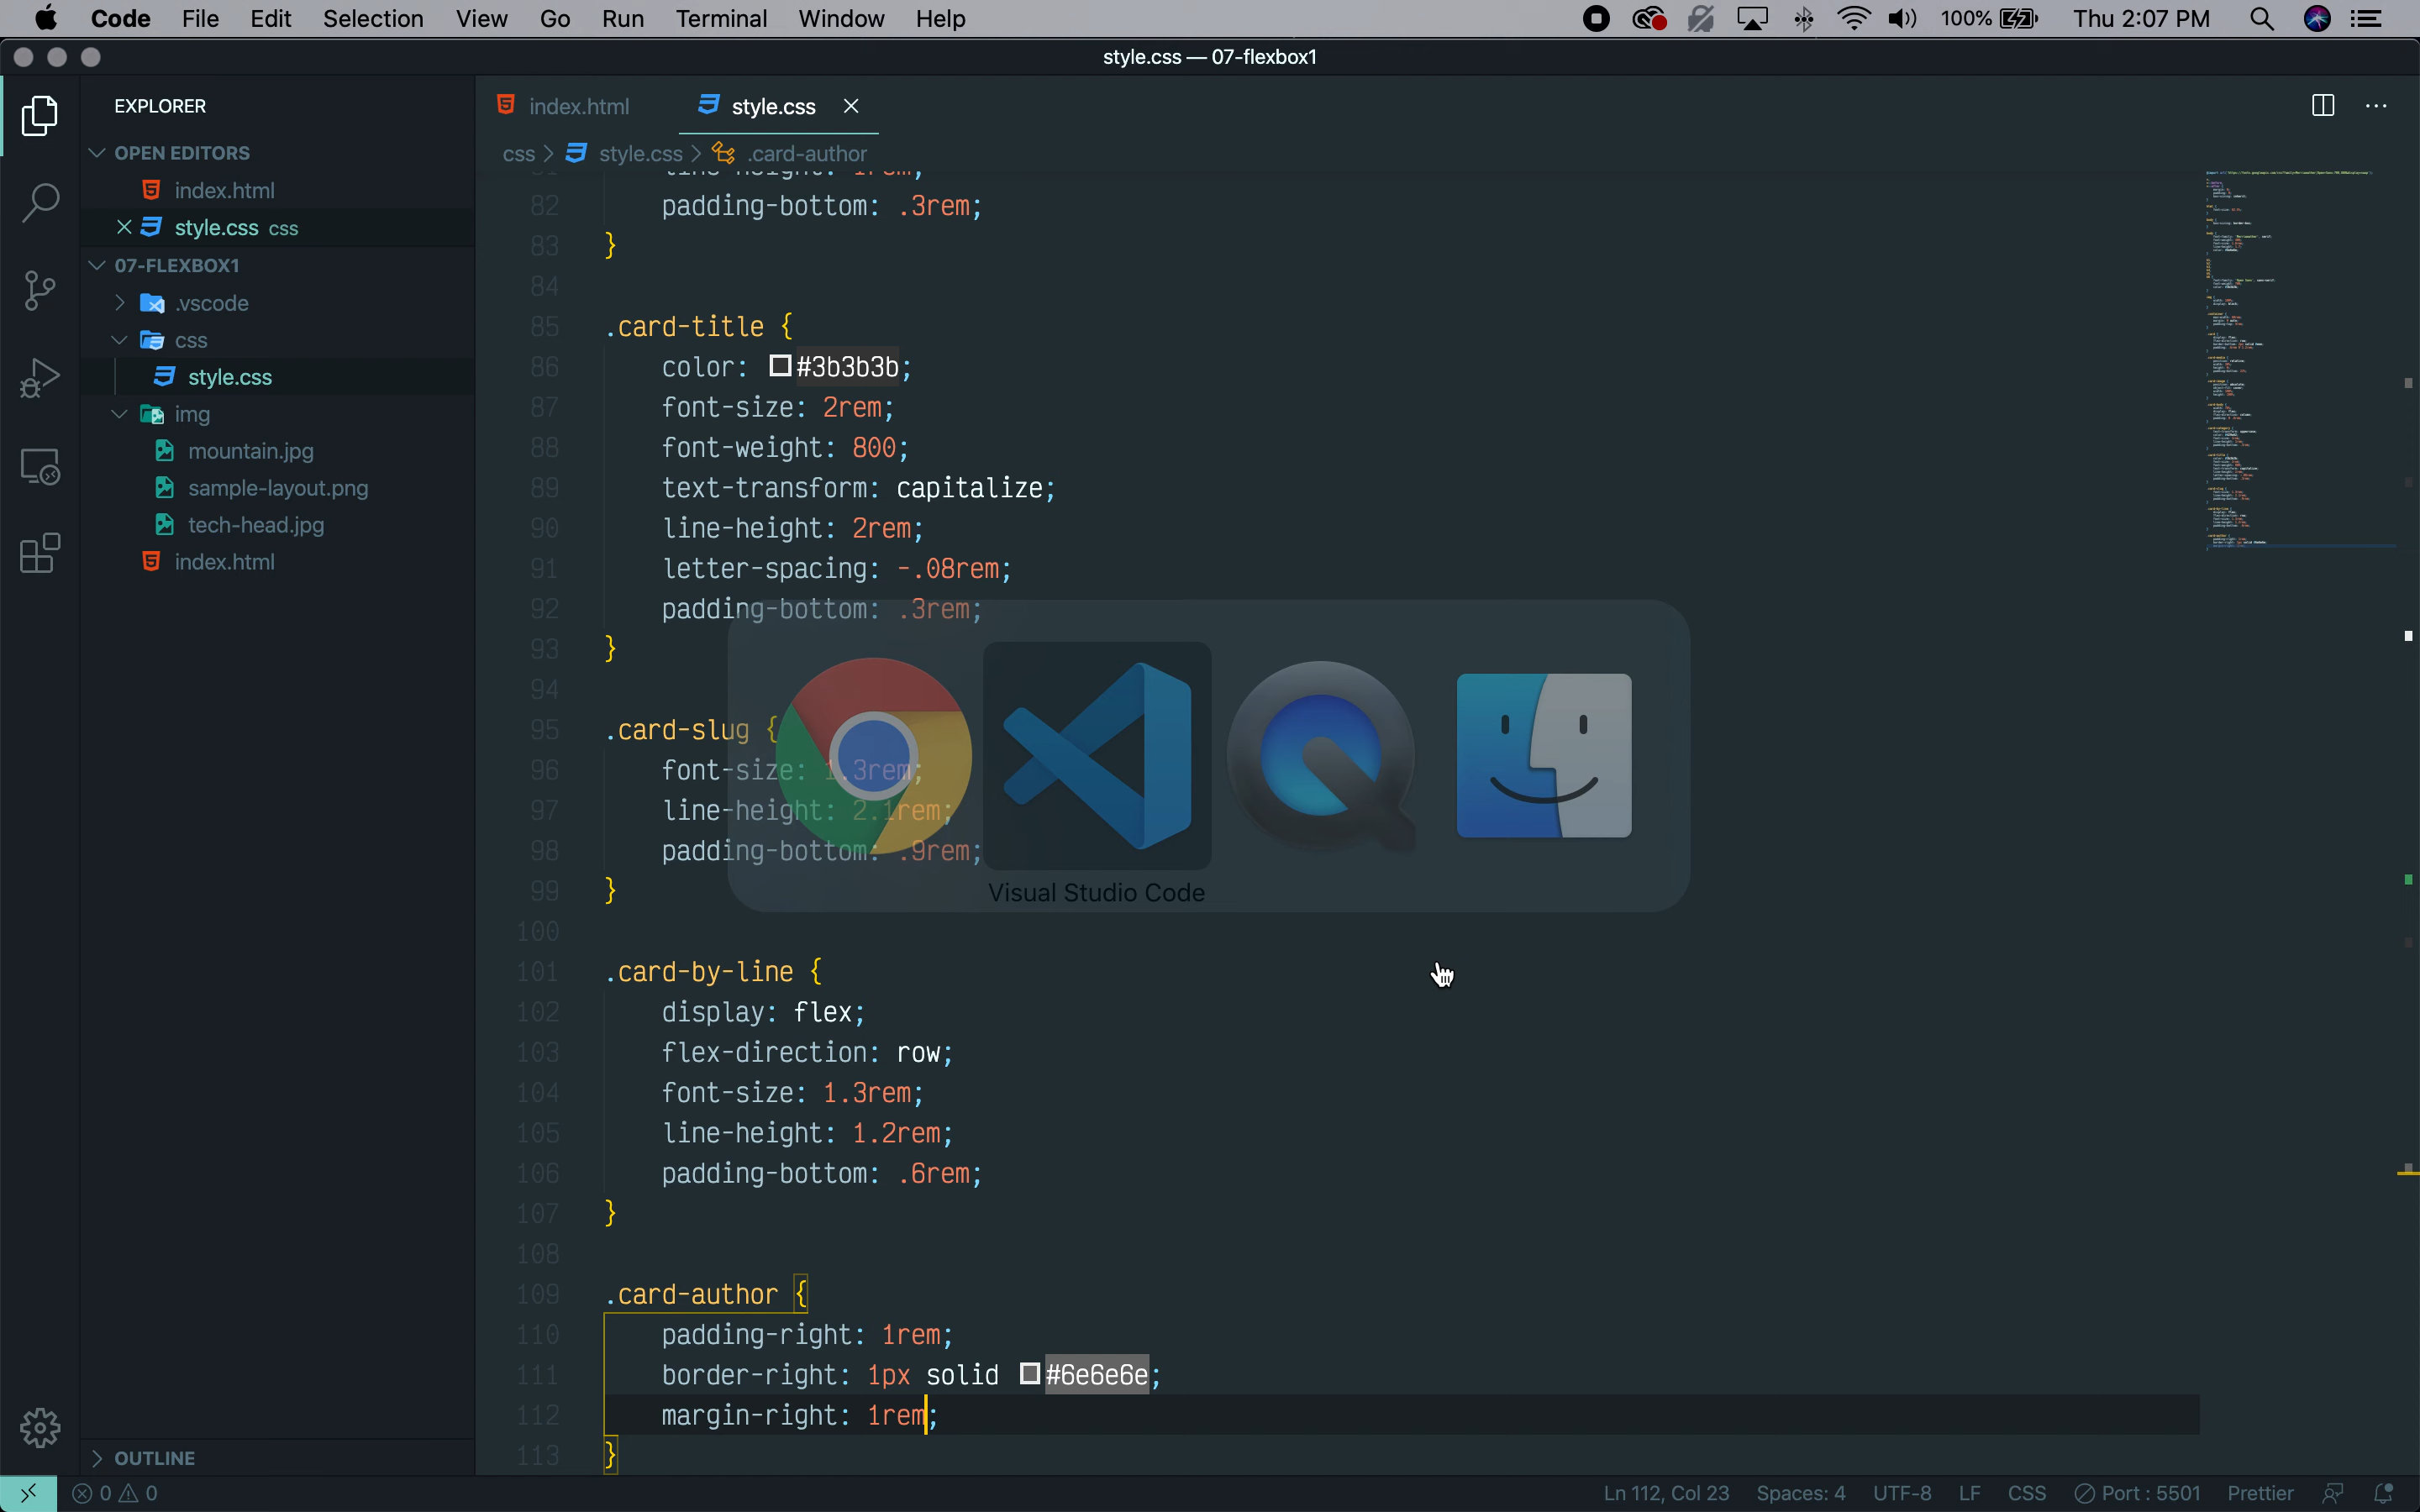 Code File Edit Selection View Go Run Terminal Window Help 100% Thu 2:07 PM
style.css — 07-flexbox1
EXPLORER
OPEN EDITORS
index.html
style.css css
07-FLEXBOX1
.vscode
css
style.css
img
mountain.jpg
sample-layout.png
tech-head.jpg
index.html
OUTLINE
index.html style.css
css > style.css > .card-author
82 padding-bottom: .3rem;
83 }
84
85 .card-title {
86 color: #3b3b3b;
87 font-size: 2rem;
88 font-weight: 800;
89 text-transform: capitalize;
90 line-height: 2rem;
91 letter-spacing: -.08rem;
92 padding-bottom: .3rem;
93 }
94
95 .card-slug {
96 font-size: 1.3rem;
97 line-height: 2.1rem;
98 padding-bottom: .9rem;
99 }
100
101 .card-by-line {
102 display: flex;
103 flex-direction: row;
104 font-size: 1.3rem;
105 line-height: 1.2rem;
106 padding-bottom: .6rem;
107 }
108
109 .card-author {
110 padding-right: 1rem;
111 border-right: 1px solid #6e6e6e;
112 margin-right: 1rem;
113 }
Visual Studio Code
0 0 Ln 112, Col 23 Spaces: 4 UTF-8 LF CSS Port : 5501 Prettier